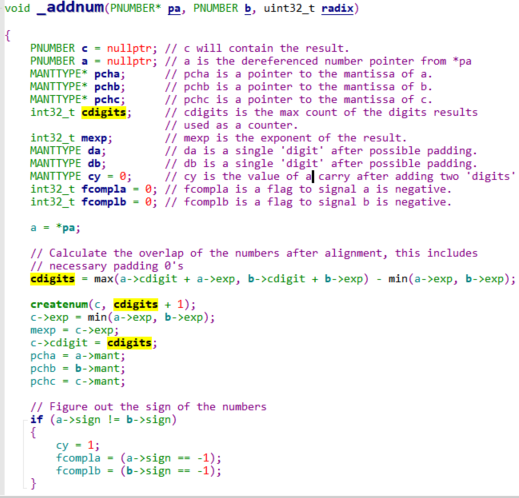 void _addnum(PNUMBER* pa, PNUMBER b, uint32_t radix)
{
PNUMBER c = nullptr; // c will contain the result.
PNUMBER a = nullptr; // a is the dereferenced number pointer from *pa
MANTTYPE* pcha; // pcha is a pointer to the mantissa of a.
MANTTYPE* pchb; // pchb is a pointer to the mantissa of b.
MANTTYPE* pchc; // pchc is a pointer to the mantissa of c.
int32_t cdigits; // cdigits is the max count of the digits results
// used as a counter.
int32_t mexp; // mexp is the exponent of the result.
MANTTYPE da; // da is a single 'digit' after possible padding.
MANTTYPE db; // db is a single 'digit' after possible padding.
MANTTYPE cy = 0; // cy is the value of a carry after adding two 'digits'
int32_t fcompla = 0; // fcompla is a flag to signal a is negative.
int32_t fcomplb = 0; // fcomplb is a flag to signal b is negative.
a = *pa;
// Calculate the overlap of the numbers after alignment, this includes
// necessary padding 0's
cdigits = max(a->cdigit + a->exp, b->cdigit + b->exp) - min(a->exp, b->exp);
createnum(c, cdigits + 1);
c->exp = min(a->exp, b->exp);
mexp = c->exp;
c->cdigit = cdigits;
pcha = a->mant;
pchb = b->mant;
pchc = c->mant;
// Figure out the sign of the numbers
if (a->sign != b->sign)
{
cy = 1;
fcompla = (a->sign == -1);
fcomplb = (b->sign == -1);
}